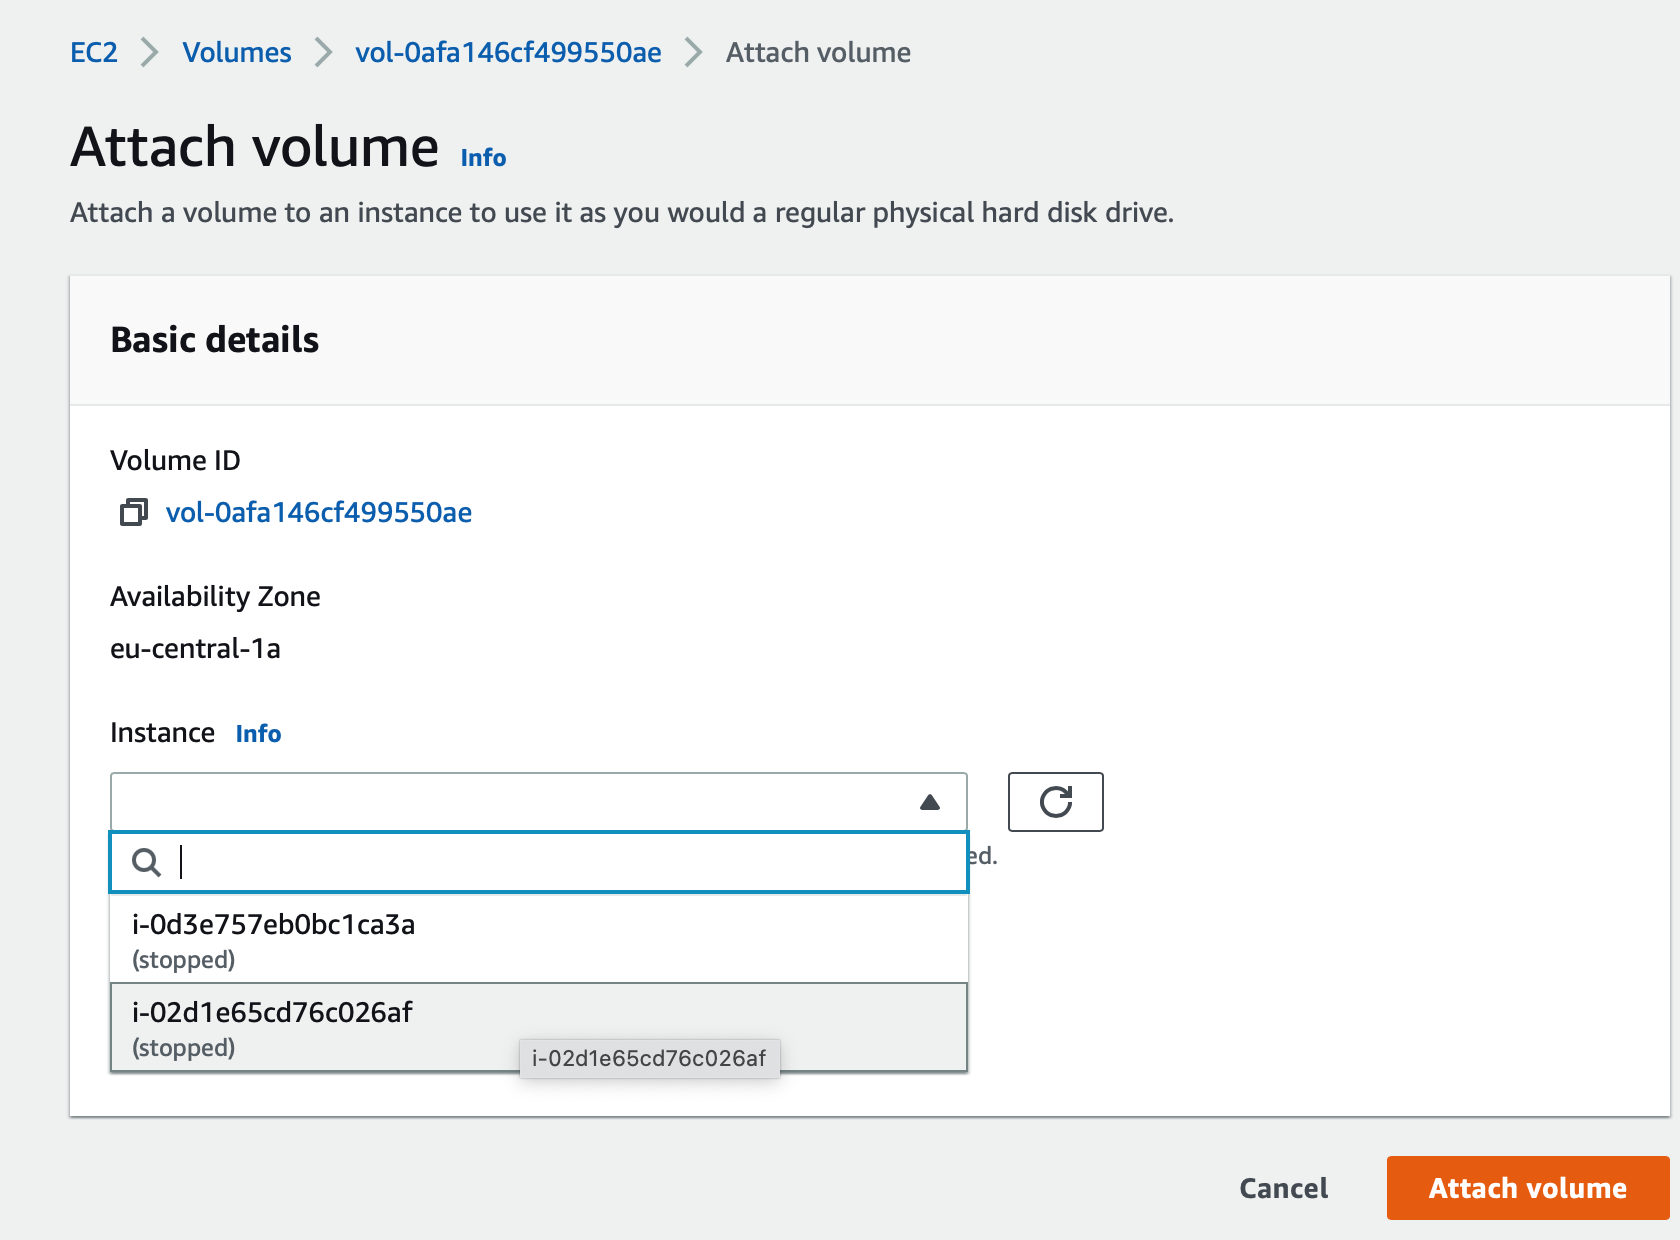 EC2 Volumes vol-0afa146cf499550ae Attach volume
Attach volume Info
Attach a volume to an instance to use it as you would a regular physical hard disk drive.
Basic details
Volume ID
vol-0afa146cf499550ae
Availability Zone
eu-central-1a
Instance Info
ed.
i-0d3e757eb0bc1ca3a
(stopped)
i-02d1e65cd76c026af
(stopped)
i-02d1e65cd76c026af
Cancel Attach volume